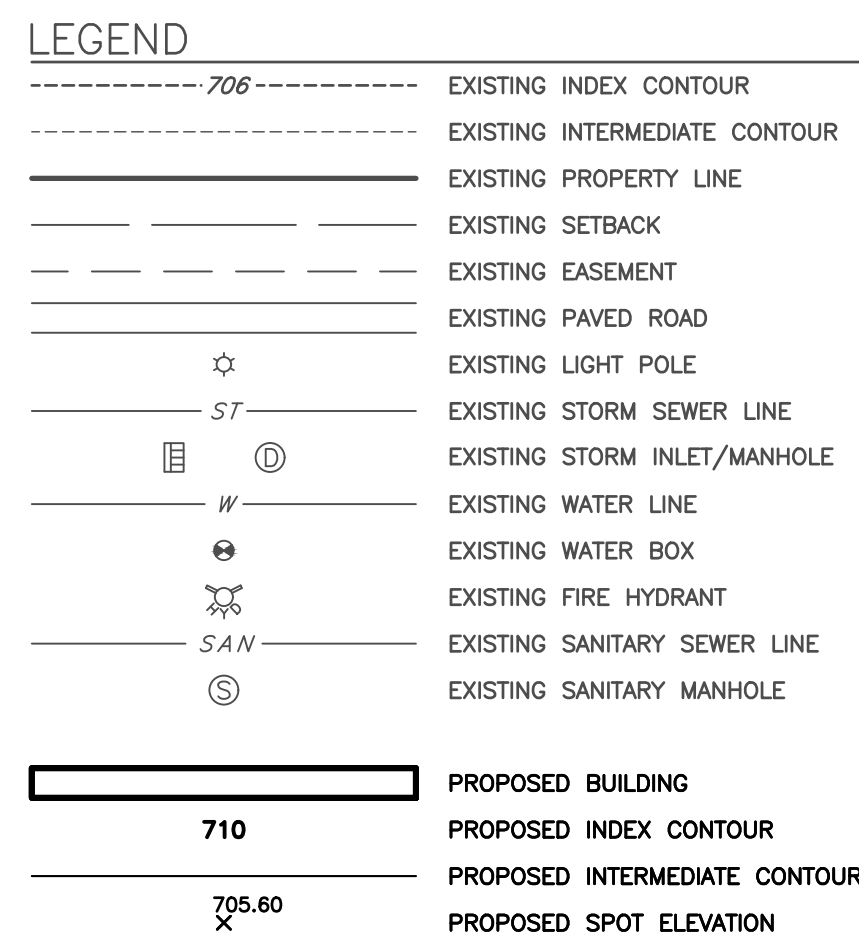 LEGEND
706 EXISTING INDEX CONTOUR
EXISTING INTERMEDIATE CONTOUR
EXISTING PROPERTY LINE
EXISTING SETBACK
EXISTING EASEMENT
EXISTING PAVED ROAD
EXISTING LIGHT POLE
ST EXISTING STORM SEWER LINE
D EXISTING STORM INLET/MANHOLE
W EXISTING WATER LINE
EXISTING WATER BOX
EXISTING FIRE HYDRANT
SAN EXISTING SANITARY SEWER LINE
S EXISTING SANITARY MANHOLE
PROPOSED BUILDING
710 PROPOSED INDEX CONTOUR
PROPOSED INTERMEDIATE CONTOUR
705.60
PROPOSED SPOT ELEVATION